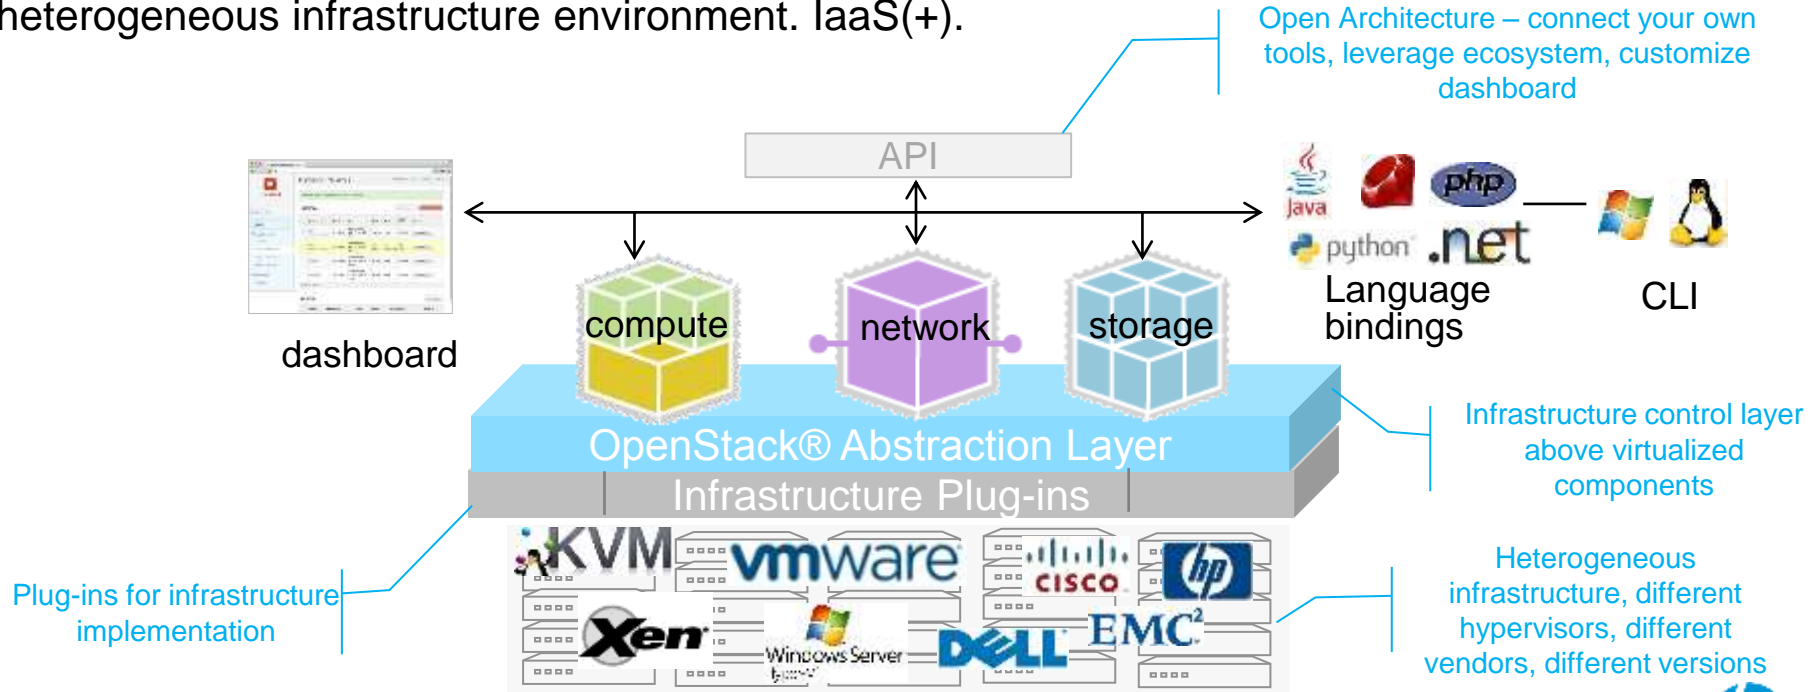 heterogeneous infrastructure environment. IaaS(+).
Open Architecture – connect your own
tools, leverage ecosystem, customize
dashboard
API
Java
php
python
.net
Language
bindings
CLI
dashboard
compute
network
storage
OpenStack® Abstraction Layer
Infrastructure Plug-ins
Infrastructure control layer
above virtualized
components
KVM
vmware
CISCO
hp
Xen
Windows Server
DELL
EMC²
Plug-ins for infrastructure
implementation
Heterogeneous
infrastructure, different
hypervisors, different
vendors, different versions